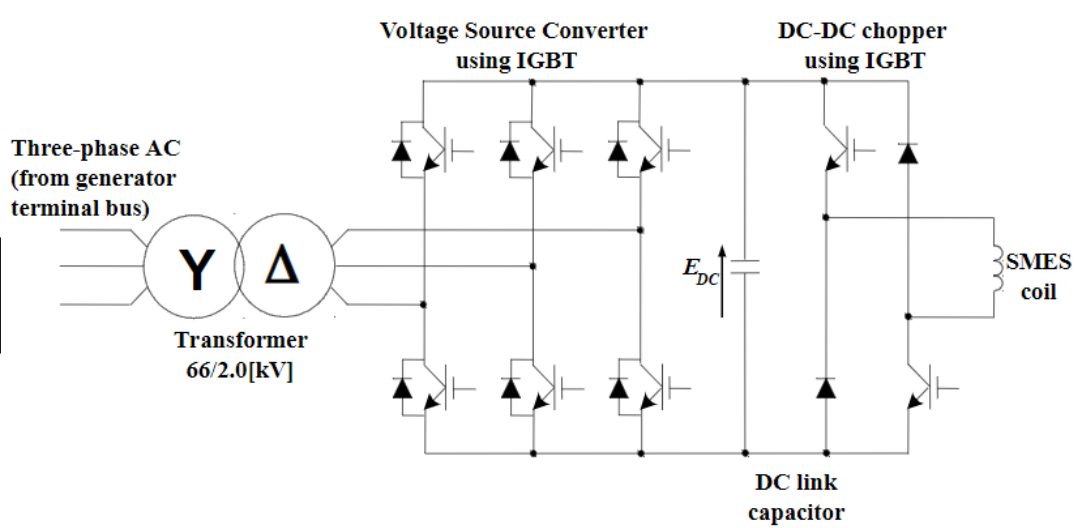 Voltage Source Converter
using IGBT
DC-DC chopper
using IGBT
Three-phase AC
(from generator
terminal bus)
Y Δ
E_DC
SMES
coil
Transformer
66/2.0[kV]
DC link
capacitor